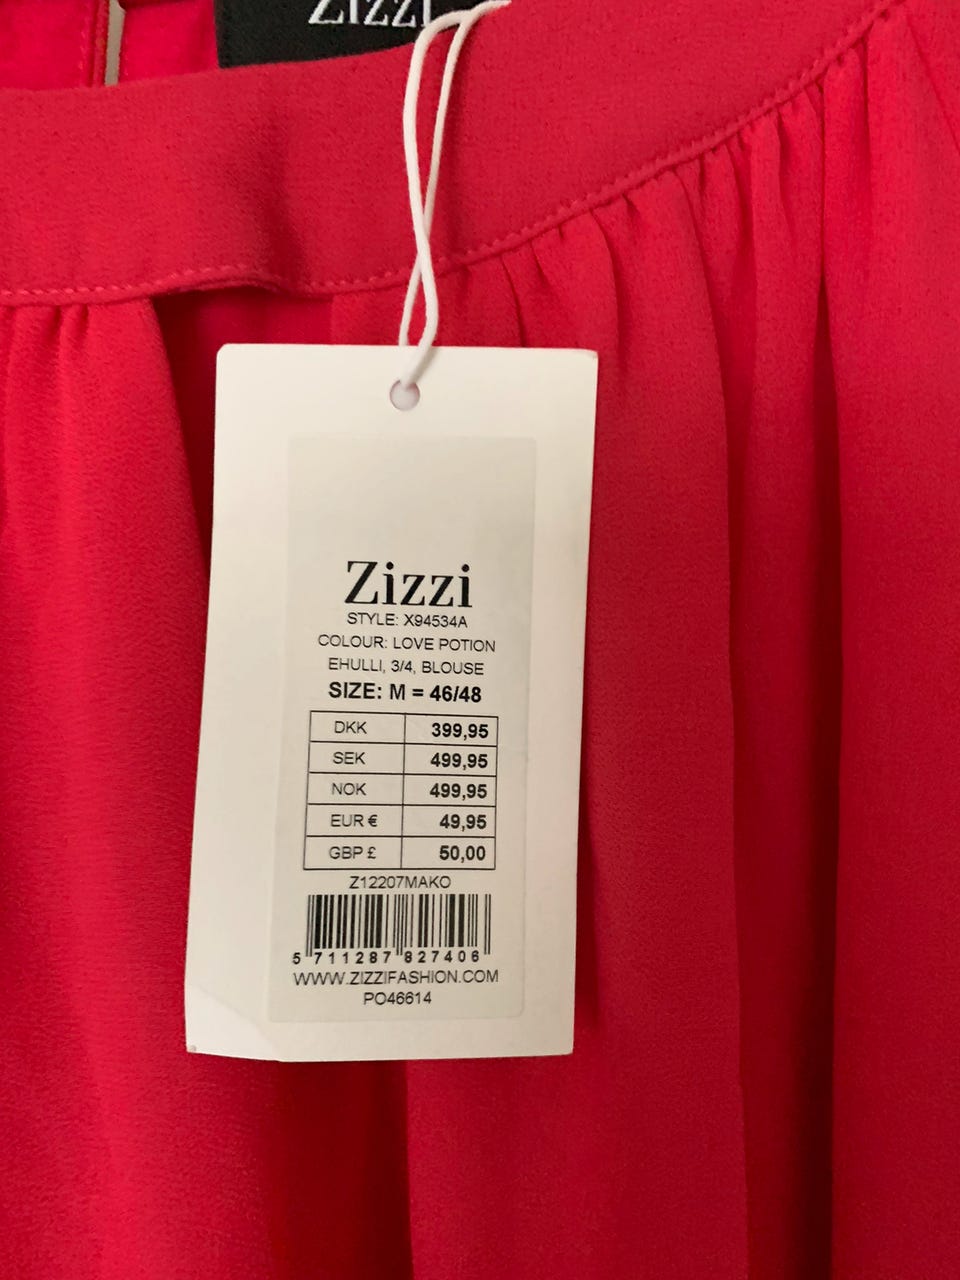 Zizzi
Zizzi
STYLE: X94534A
COLOUR: LOVE POTION
EHULLI, 3/4, BLOUSE
SIZE: M = 46/48
DKK 399,95
SEK 499,95
NOK 499,95
EUR € 49,95
GBP £ 50,00
Z12207MAKO
5 711287 827406
WWW.ZIZZIFASHION.COM
PO46614